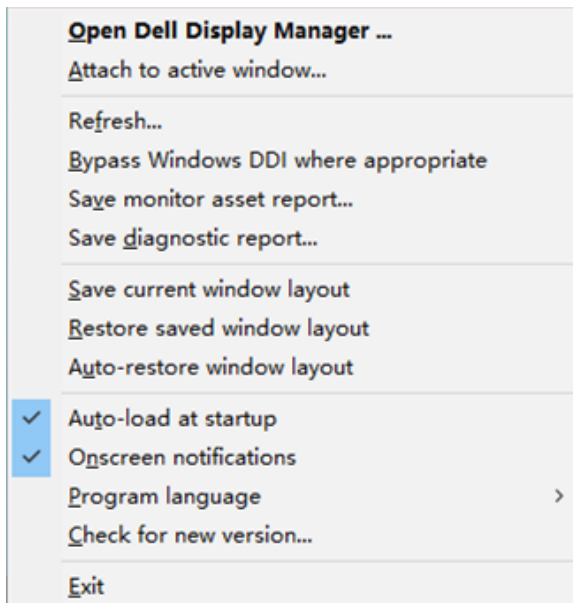 Open Dell Display Manager ...
Attach to active window...
Refresh...
Bypass Windows DDI where appropriate
Save monitor asset report...
Save diagnostic report...
Save current window layout
Restore saved window layout
Auto-restore window layout
Auto-load at startup
Onscreen notifications
Program language
Check for new version...
Exit